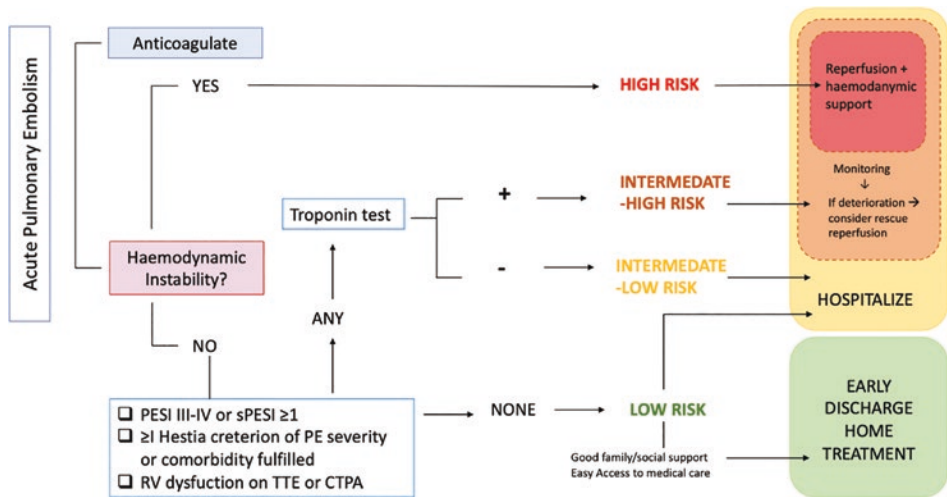 Acute Pulmonary Embolism
Anticoagulate
YES
HIGH RISK
Reperfusion +
haemodanymic
support
Haemodynamic
Instability?
Troponin test
+
INTERMEDATE
-HIGH RISK
Monitoring
↓
If deterioration →
consider rescue
reperfusion
-
INTERMEDATE
-LOW RISK
HOSPITALIZE
NO
ANY
❑ PESI III-IV or sPESI ≥1
❑ ≥I Hestia creterion of PE severity
or comorbidity fulfilled
❑ RV dysfuction on TTE or CTPA
NONE
LOW RISK
Good family/social support
Easy Access to medical care
EARLY
DISCHARGE
HOME
TREATMENT